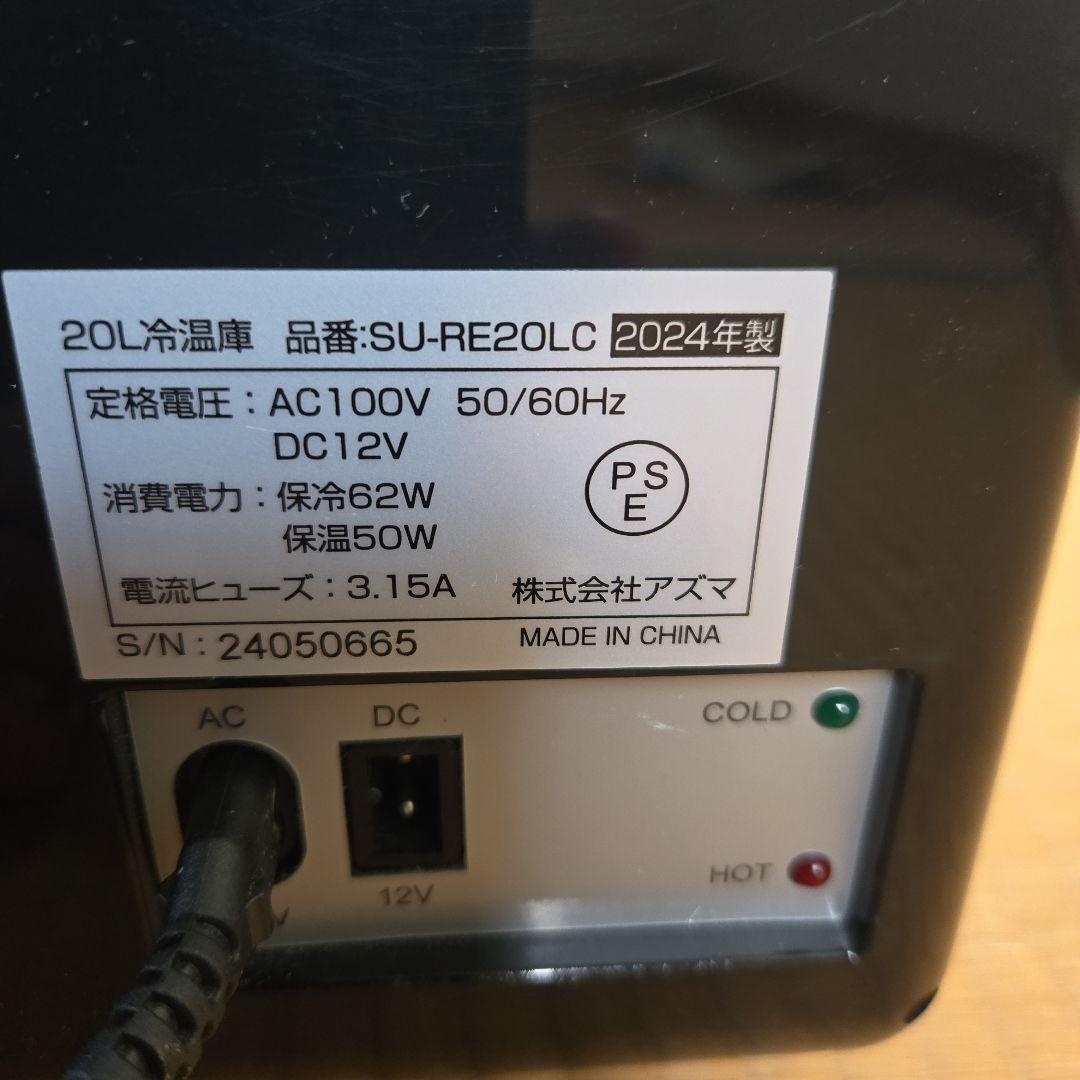 20L冷温庫 品番:SU-RE20LC 2024年製
定格電圧：AC100V 50/60Hz
DC12V
消費電力：保冷62W
保温50W
PSE
電流ヒューズ：3.15A 株式会社アズマ
S/N：24050665 MADE IN CHINA
AC DC COLD
HOT
12V